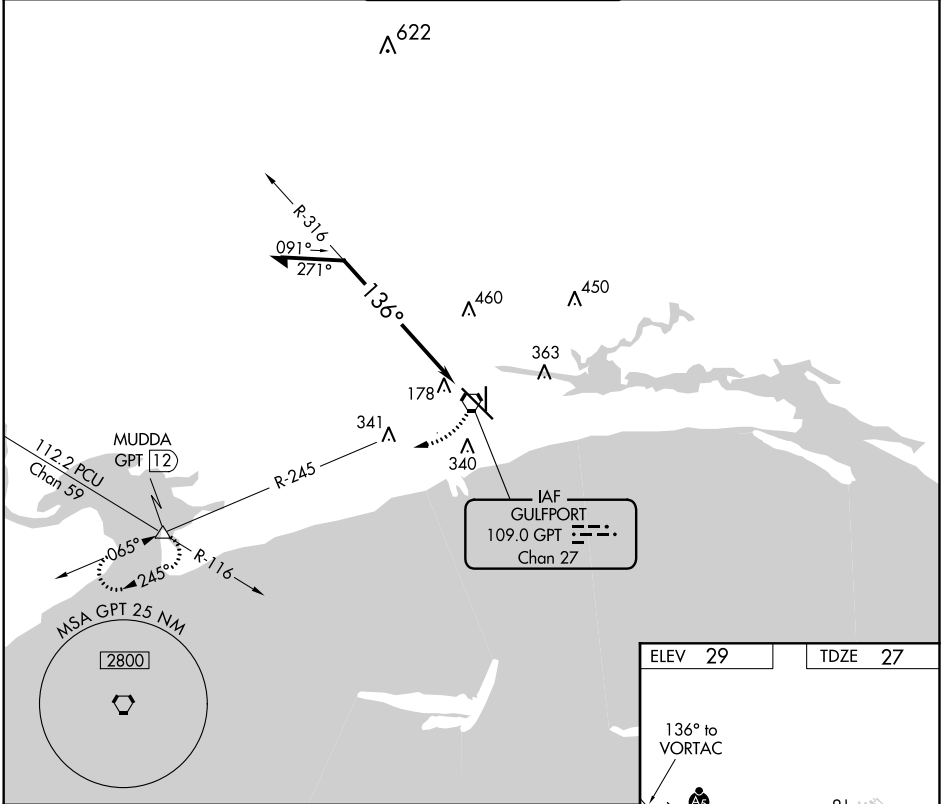 622
R-316
091°
271°
136°
460
450
363
178
341
340
112.2 PCU
Chan 59
MUDDA
GPT 12
R-245
IAF
GULFPORT
109.0 GPT
Chan 27
065°
245°
R-116
MSA GPT 25 NM
2800
ELEV 29
TDZE 27
136° to
VORTAC
A5